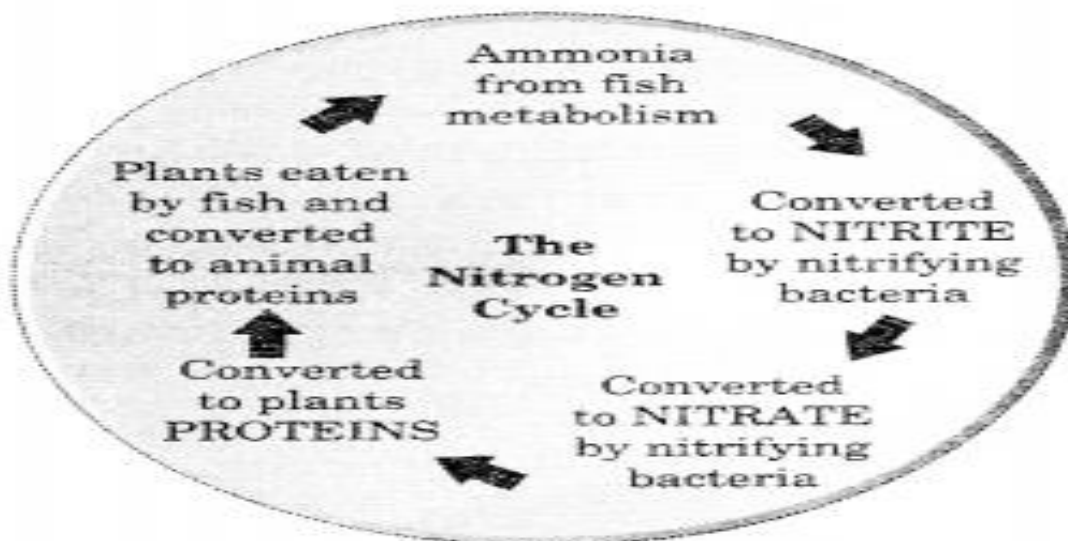 Ammonia
from fish
metabolism
Converted
to NITRITE
by nitrifying
bacteria
Converted
to NITRATE
by nitrifying
bacteria
Converted
to plants
PROTEINS
Plants eaten
by fish and
converted
to animal
proteins
The
Nitrogen
Cycle